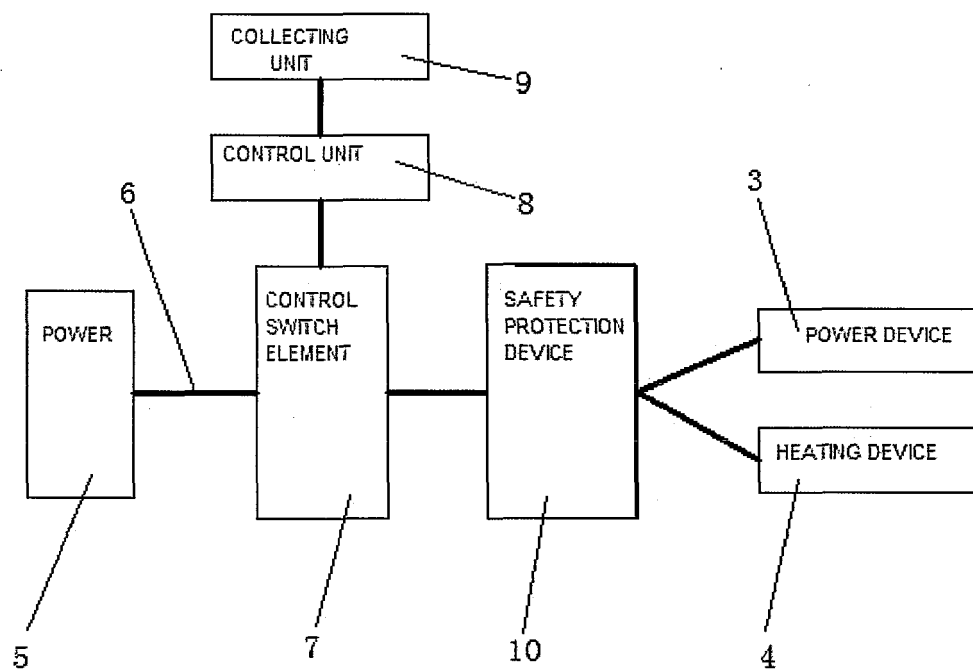 COLLECTING
UNIT
9
CONTROL UNIT
8
6
3
POWER
CONTROL
SWITCH
ELEMENT
SAFETY
PROTECTION
DEVICE
POWER DEVICE
HEATING DEVICE
5
7
10
4